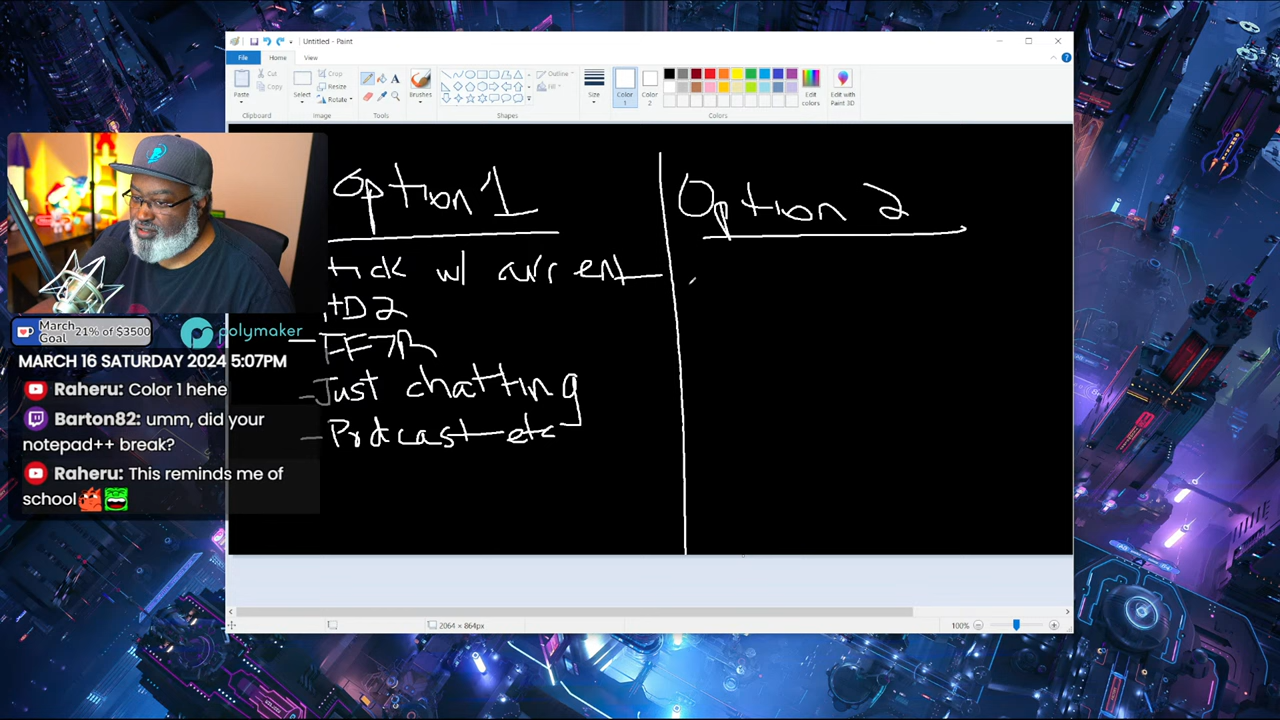 Untitled - Paint
File Home View
Paste
Cut
Copy
Clipboard
Select
Crop
Resize
Rotate
Image
A
Tools
Brushes
Shapes
Outline
Fill
Size
Color 1
Color 2
Edit colors
Colors
Edit with Paint 3D
Option 1
tick w/ current
D2
FF7R
Just chatting
Podcast etc
Option 2
March Goal 21% of $3500
polymaker
MARCH 16 SATURDAY 2024 5:07PM
Raheru: Color 1 hehe
Barton82: umm, did your
notepad++ break?
Raheru: This reminds me of
school
2064 × 864px
100%